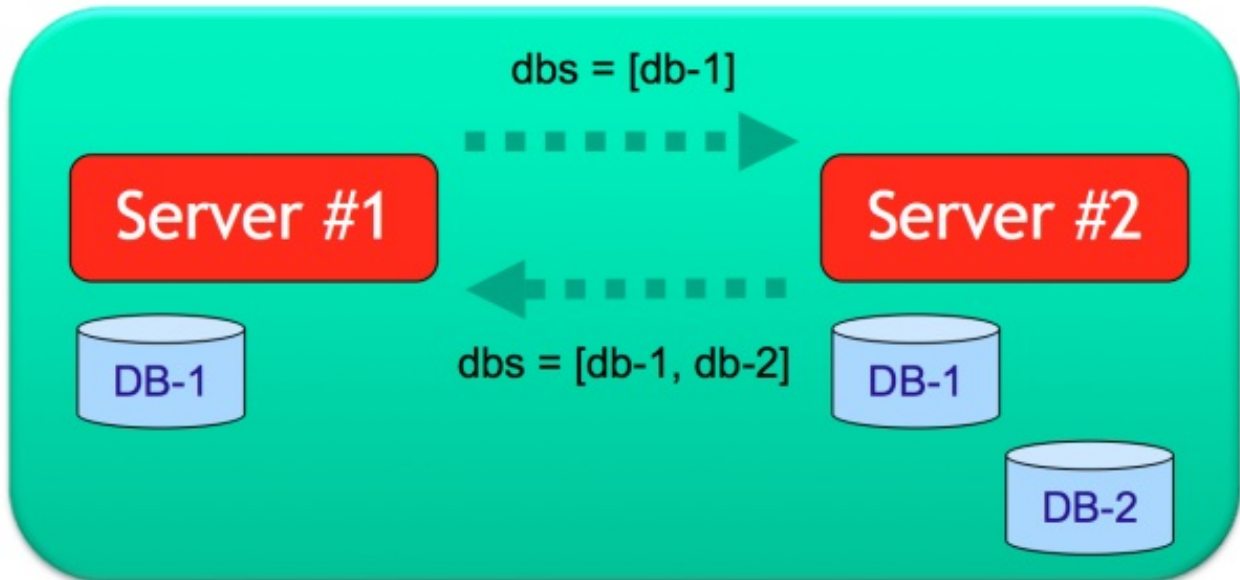 dbs = [db-1]
Server #1
Server #2
dbs = [db-1, db-2]
DB-1
DB-1
DB-2